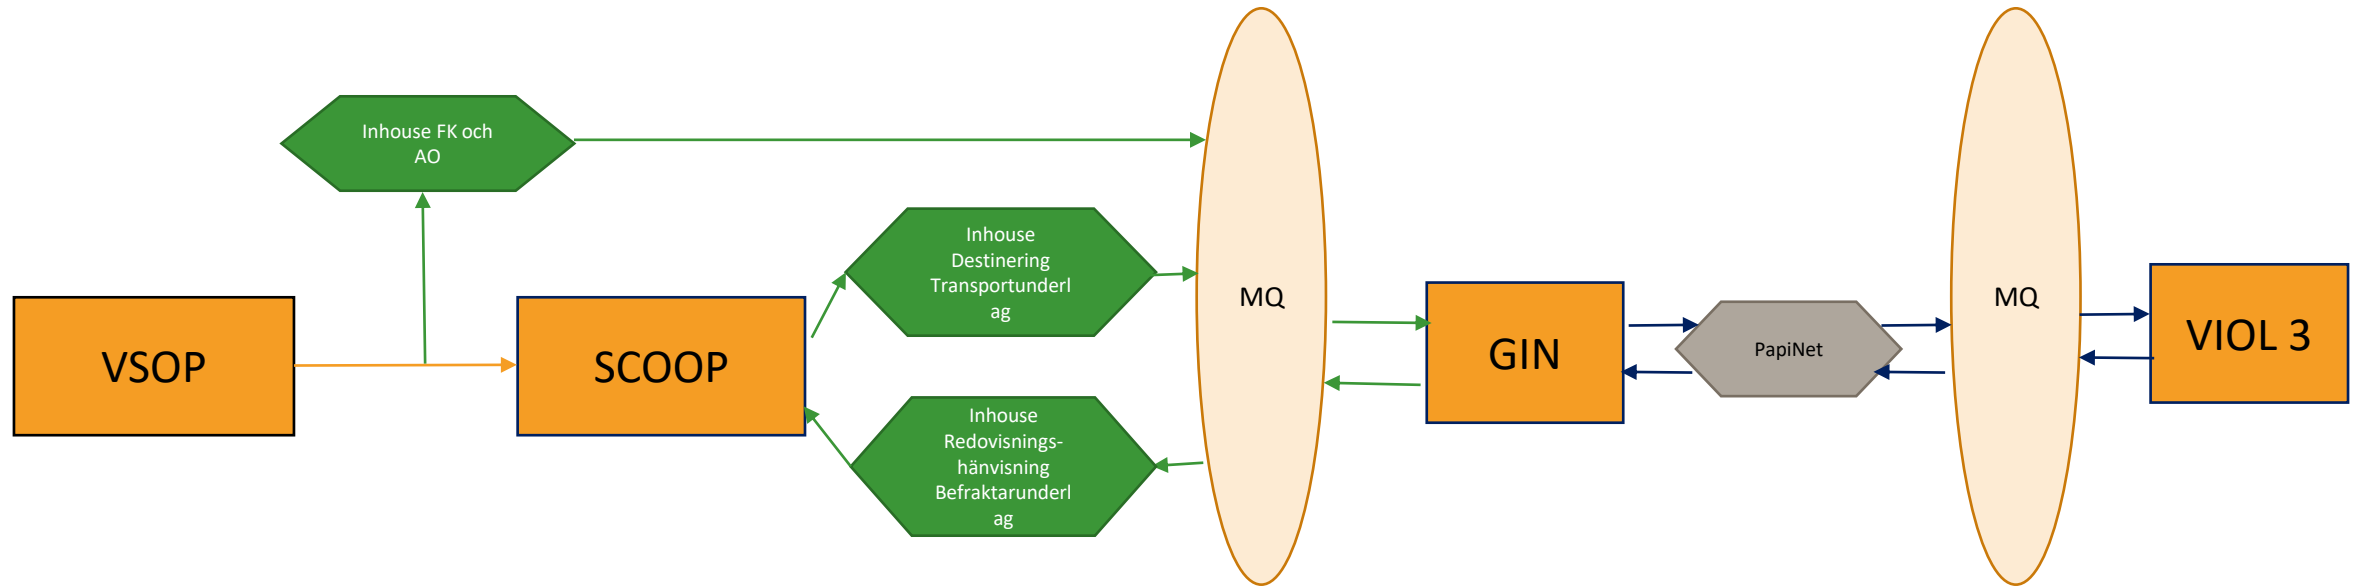 Inhouse FK och
AO
Inhouse
Destinering
Transportunderl
ag
MQ
MQ
VSOP
SCOOP
GIN
PapiNet
VIOL 3
Inhouse
Redovisnings-
hänvisning
Befraktarunderl
ag